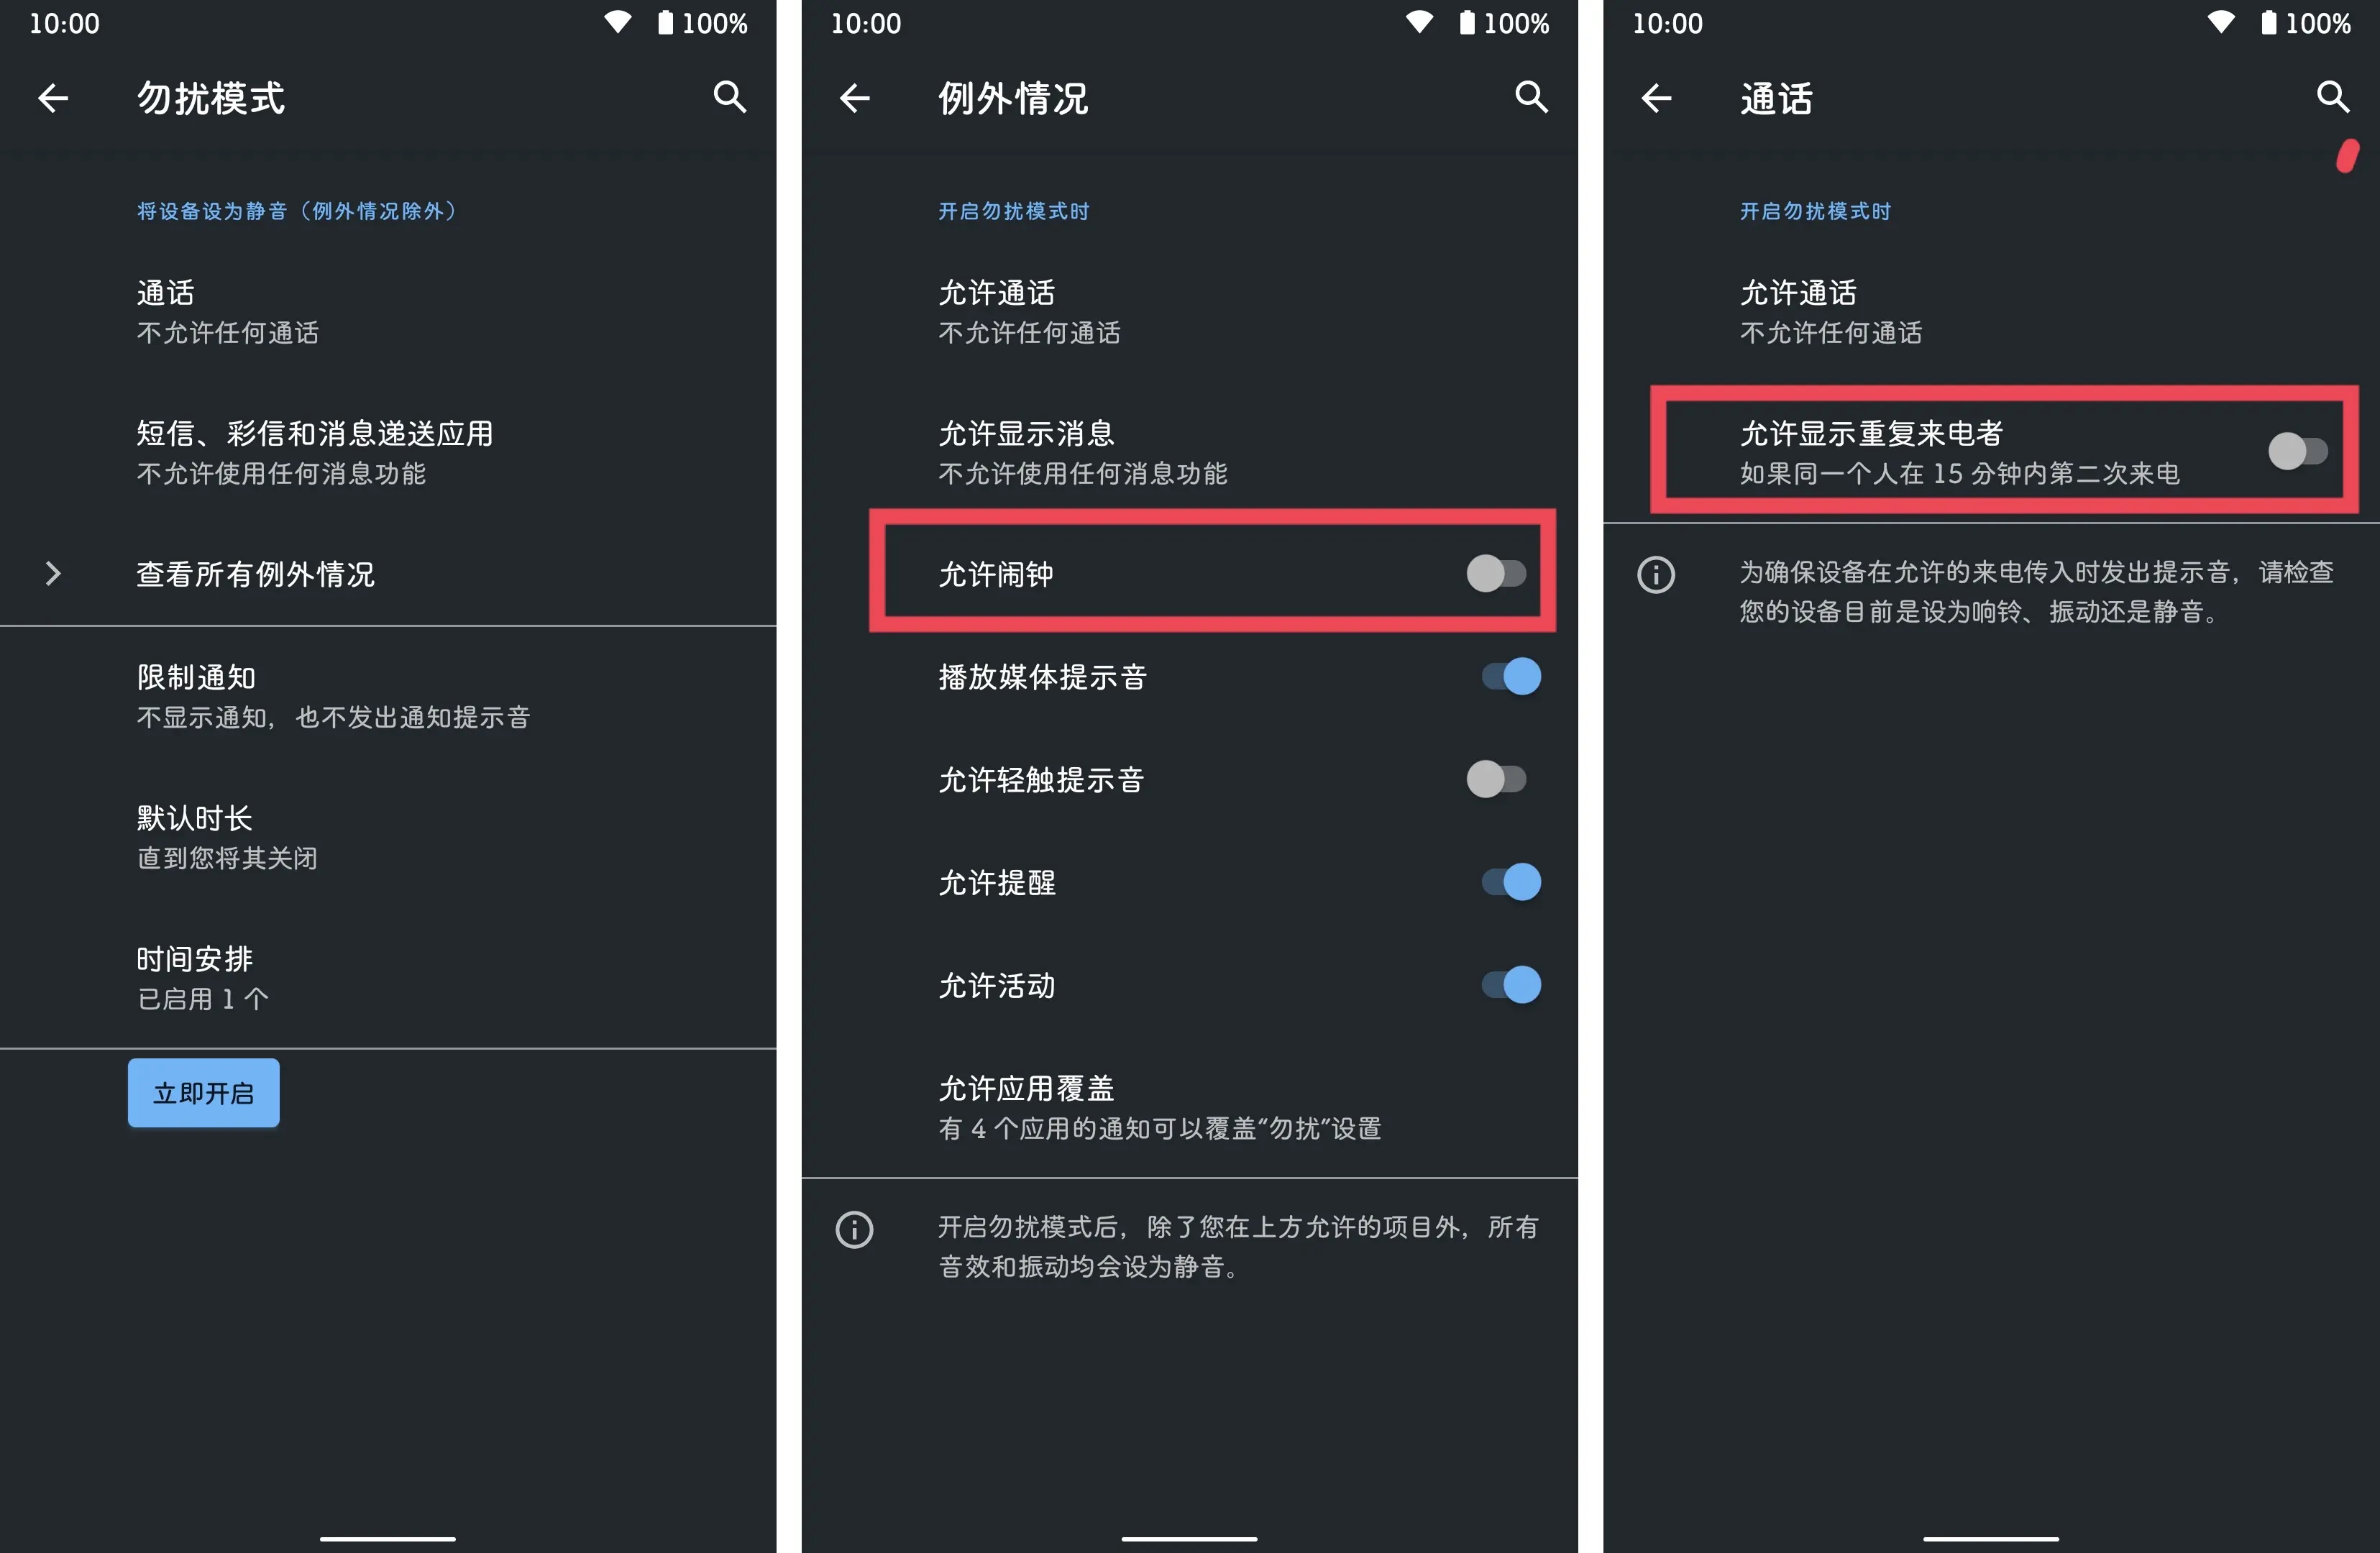 10:00
100%
勿扰模式
将设备设为静音（例外情况除外）
通话
不允许任何通话
短信、彩信和消息递送应用
不允许使用任何消息功能
查看所有例外情况
限制通知
不显示通知，也不发出通知提示音
默认时长
直到您将其关闭
时间安排
已启用 1 个
立即开启
10:00
100%
例外情况
开启勿扰模式时
允许通话
不允许任何通话
允许显示消息
不允许使用任何消息功能
允许闹钟
播放媒体提示音
允许轻触提示音
允许提醒
允许活动
允许应用覆盖
有 4 个应用的通知可以覆盖“勿扰”设置
开启勿扰模式后，除了您在上方允许的项目外，所有
音效和振动均会设为静音。
10:00
100%
通话
开启勿扰模式时
允许通话
不允许任何通话
允许显示重复来电者
如果同一个人在 15 分钟内第二次来电
为确保设备在允许的来电传入时发出提示音，请检查
您的设备目前是设为响铃、振动还是静音。